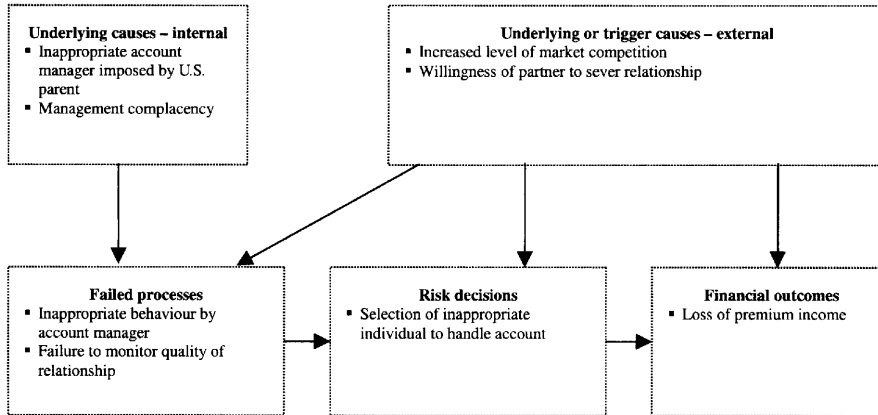 Underlying causes – internal
▪ Inappropriate account
manager imposed by U.S.
parent
▪ Management complacency
Underlying or trigger causes – external
▪ Increased level of market competition
▪ Willingness of partner to sever relationship
Failed processes
▪ Inappropriate behaviour by
account manager
▪ Failure to monitor quality of
relationship
Risk decisions
▪ Selection of inappropriate
individual to handle account
Financial outcomes
▪ Loss of premium income